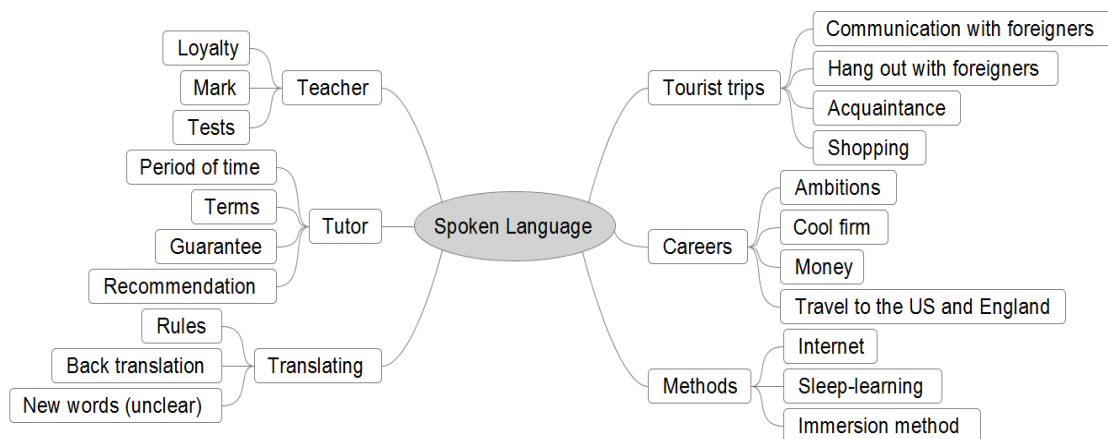 Spoken Language
Teacher
Loyalty
Mark
Tests
Tutor
Period of time
Terms
Guarantee
Recommendation
Translating
Rules
Back translation
New words (unclear)
Tourist trips
Communication with foreigners
Hang out with foreigners
Acquaintance
Shopping
Careers
Ambitions
Cool firm
Money
Travel to the US and England
Methods
Internet
Sleep-learning
Immersion method